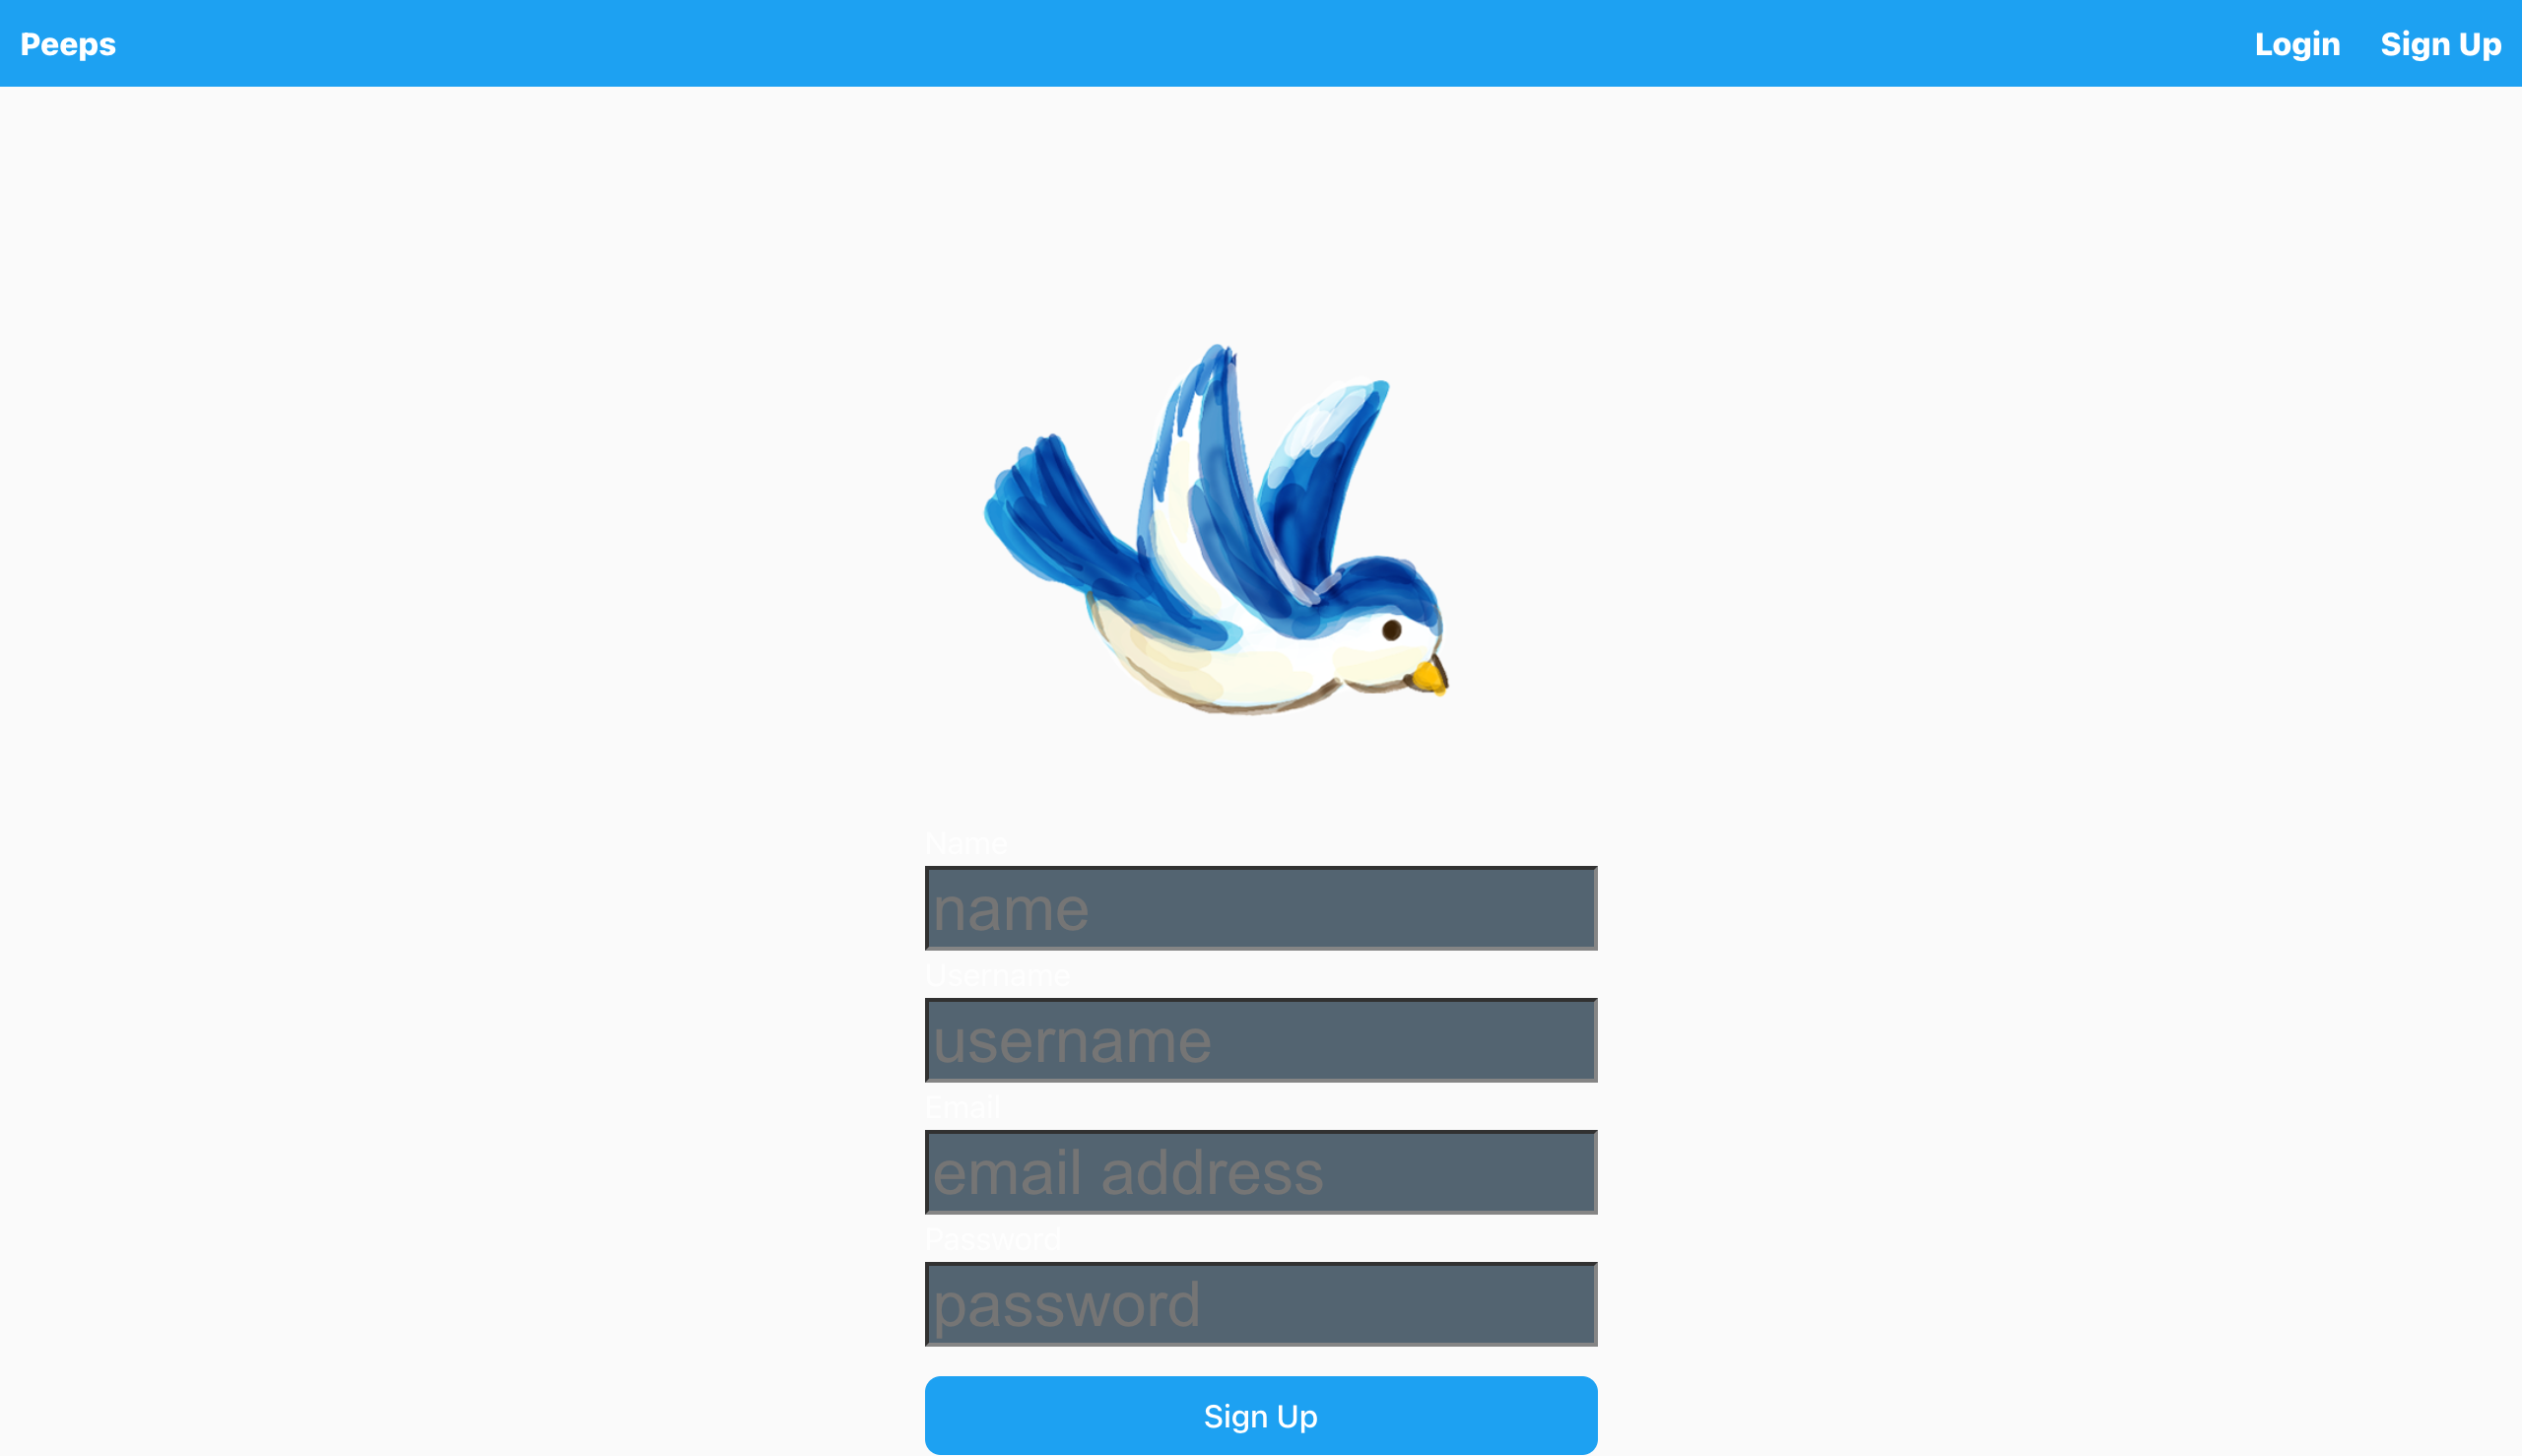 Peeps
Login Sign Up
Name
name
Username
username
Email
email address
Password
password
Sign Up